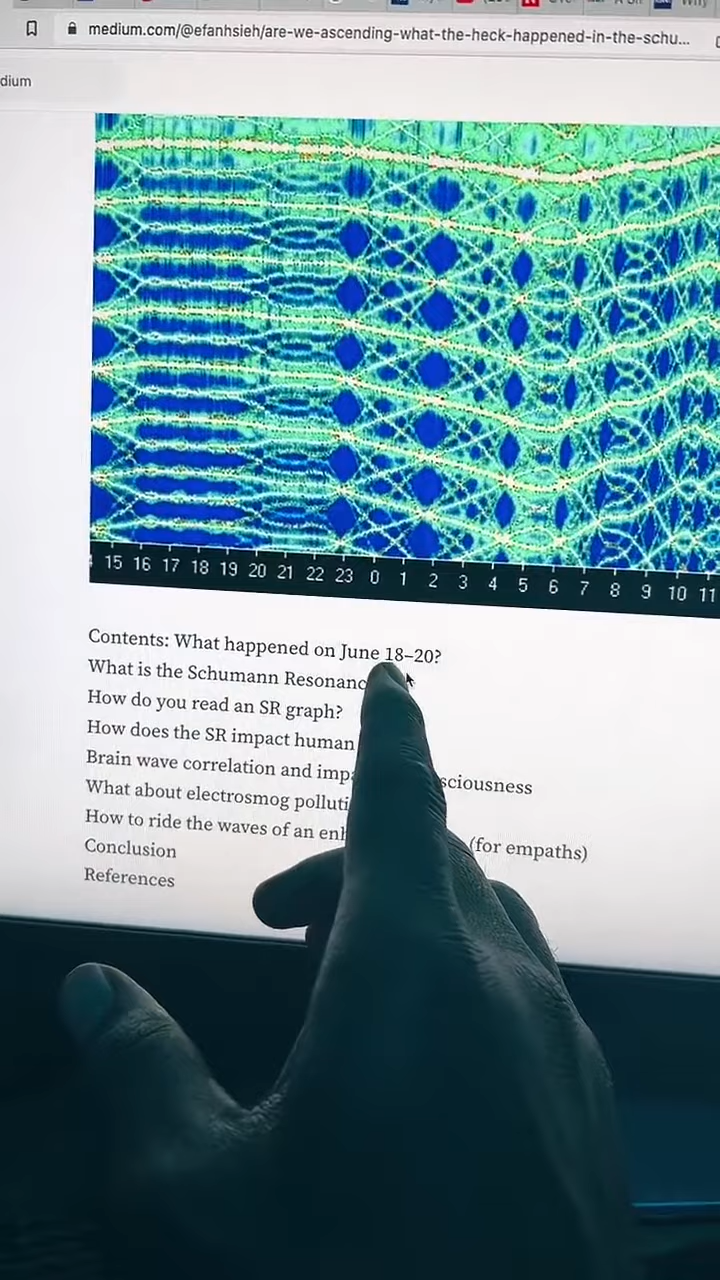 medium.com/@efanhsieh/are-we-ascending-what-the-heck-happened-in-the-schu...
dium
15 16 17 18 19 20 21 22 23 0 1 2 3 4 5 6 7 8 9 10 11
Contents: What happened on June 18–20?
What is the Schumann Resonanc
How do you read an SR graph?
How does the SR impact human
Brain wave correlation and imp sciousness
What about electrosmog polluti
How to ride the waves of an enh (for empaths)
Conclusion
References